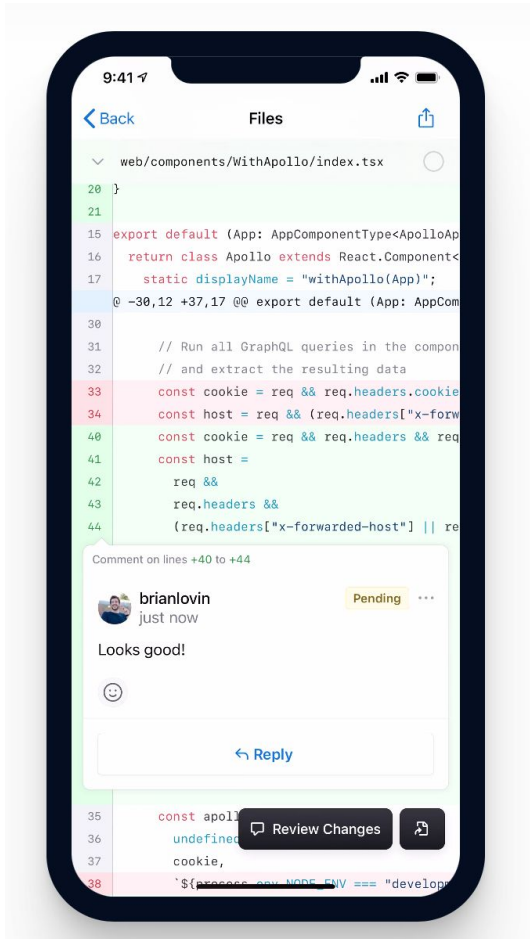 9:41
Back
Files
web/components/WithApollo/index.tsx
20 }
21
15 export default (App: AppComponentType<ApolloAp
16 return class Apollo extends React.Component<
17 static displayName = "withApollo(App)";
@ -30,12 +37,17 @@ export default (App: AppCom
30
31 // Run all GraphQL queries in the compon
32 // and extract the resulting data
33 const cookie = req && req.headers.cookie
34 const host = req && (req.headers["x-forw
40 const cookie = req && req.headers && req
41 const host =
42 req &&
43 req.headers &&
44 (req.headers["x-forwarded-host"] || re
Comment on lines +40 to +44
brianlovin
Pending
just now
Looks good!
Reply
35 const apoll
36 undefined
Review Changes
37 cookie,
38 `${process.env.NODE_ENV === "develop